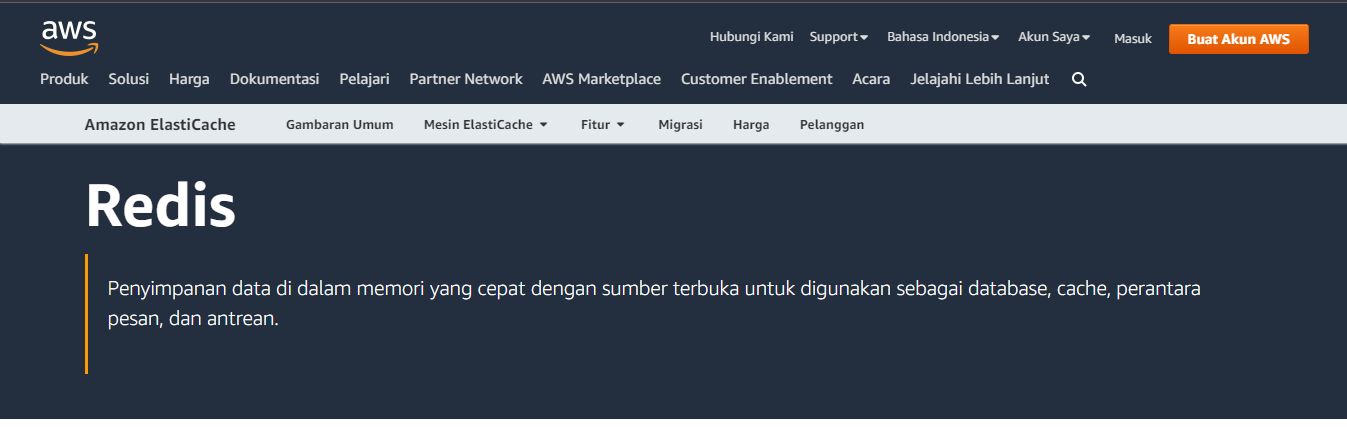 aws
Hubungi Kami Support Bahasa Indonesia Akun Saya Masuk Buat Akun AWS
Produk Solusi Harga Dokumentasi Pelajari Partner Network AWS Marketplace Customer Enablement Acara Jelajahi Lebih Lanjut
Amazon ElastiCache Gambaran Umum Mesin ElastiCache Fitur Migrasi Harga Pelanggan
Redis
Penyimpanan data di dalam memori yang cepat dengan sumber terbuka untuk digunakan sebagai database, cache, perantara
pesan, dan antrean.